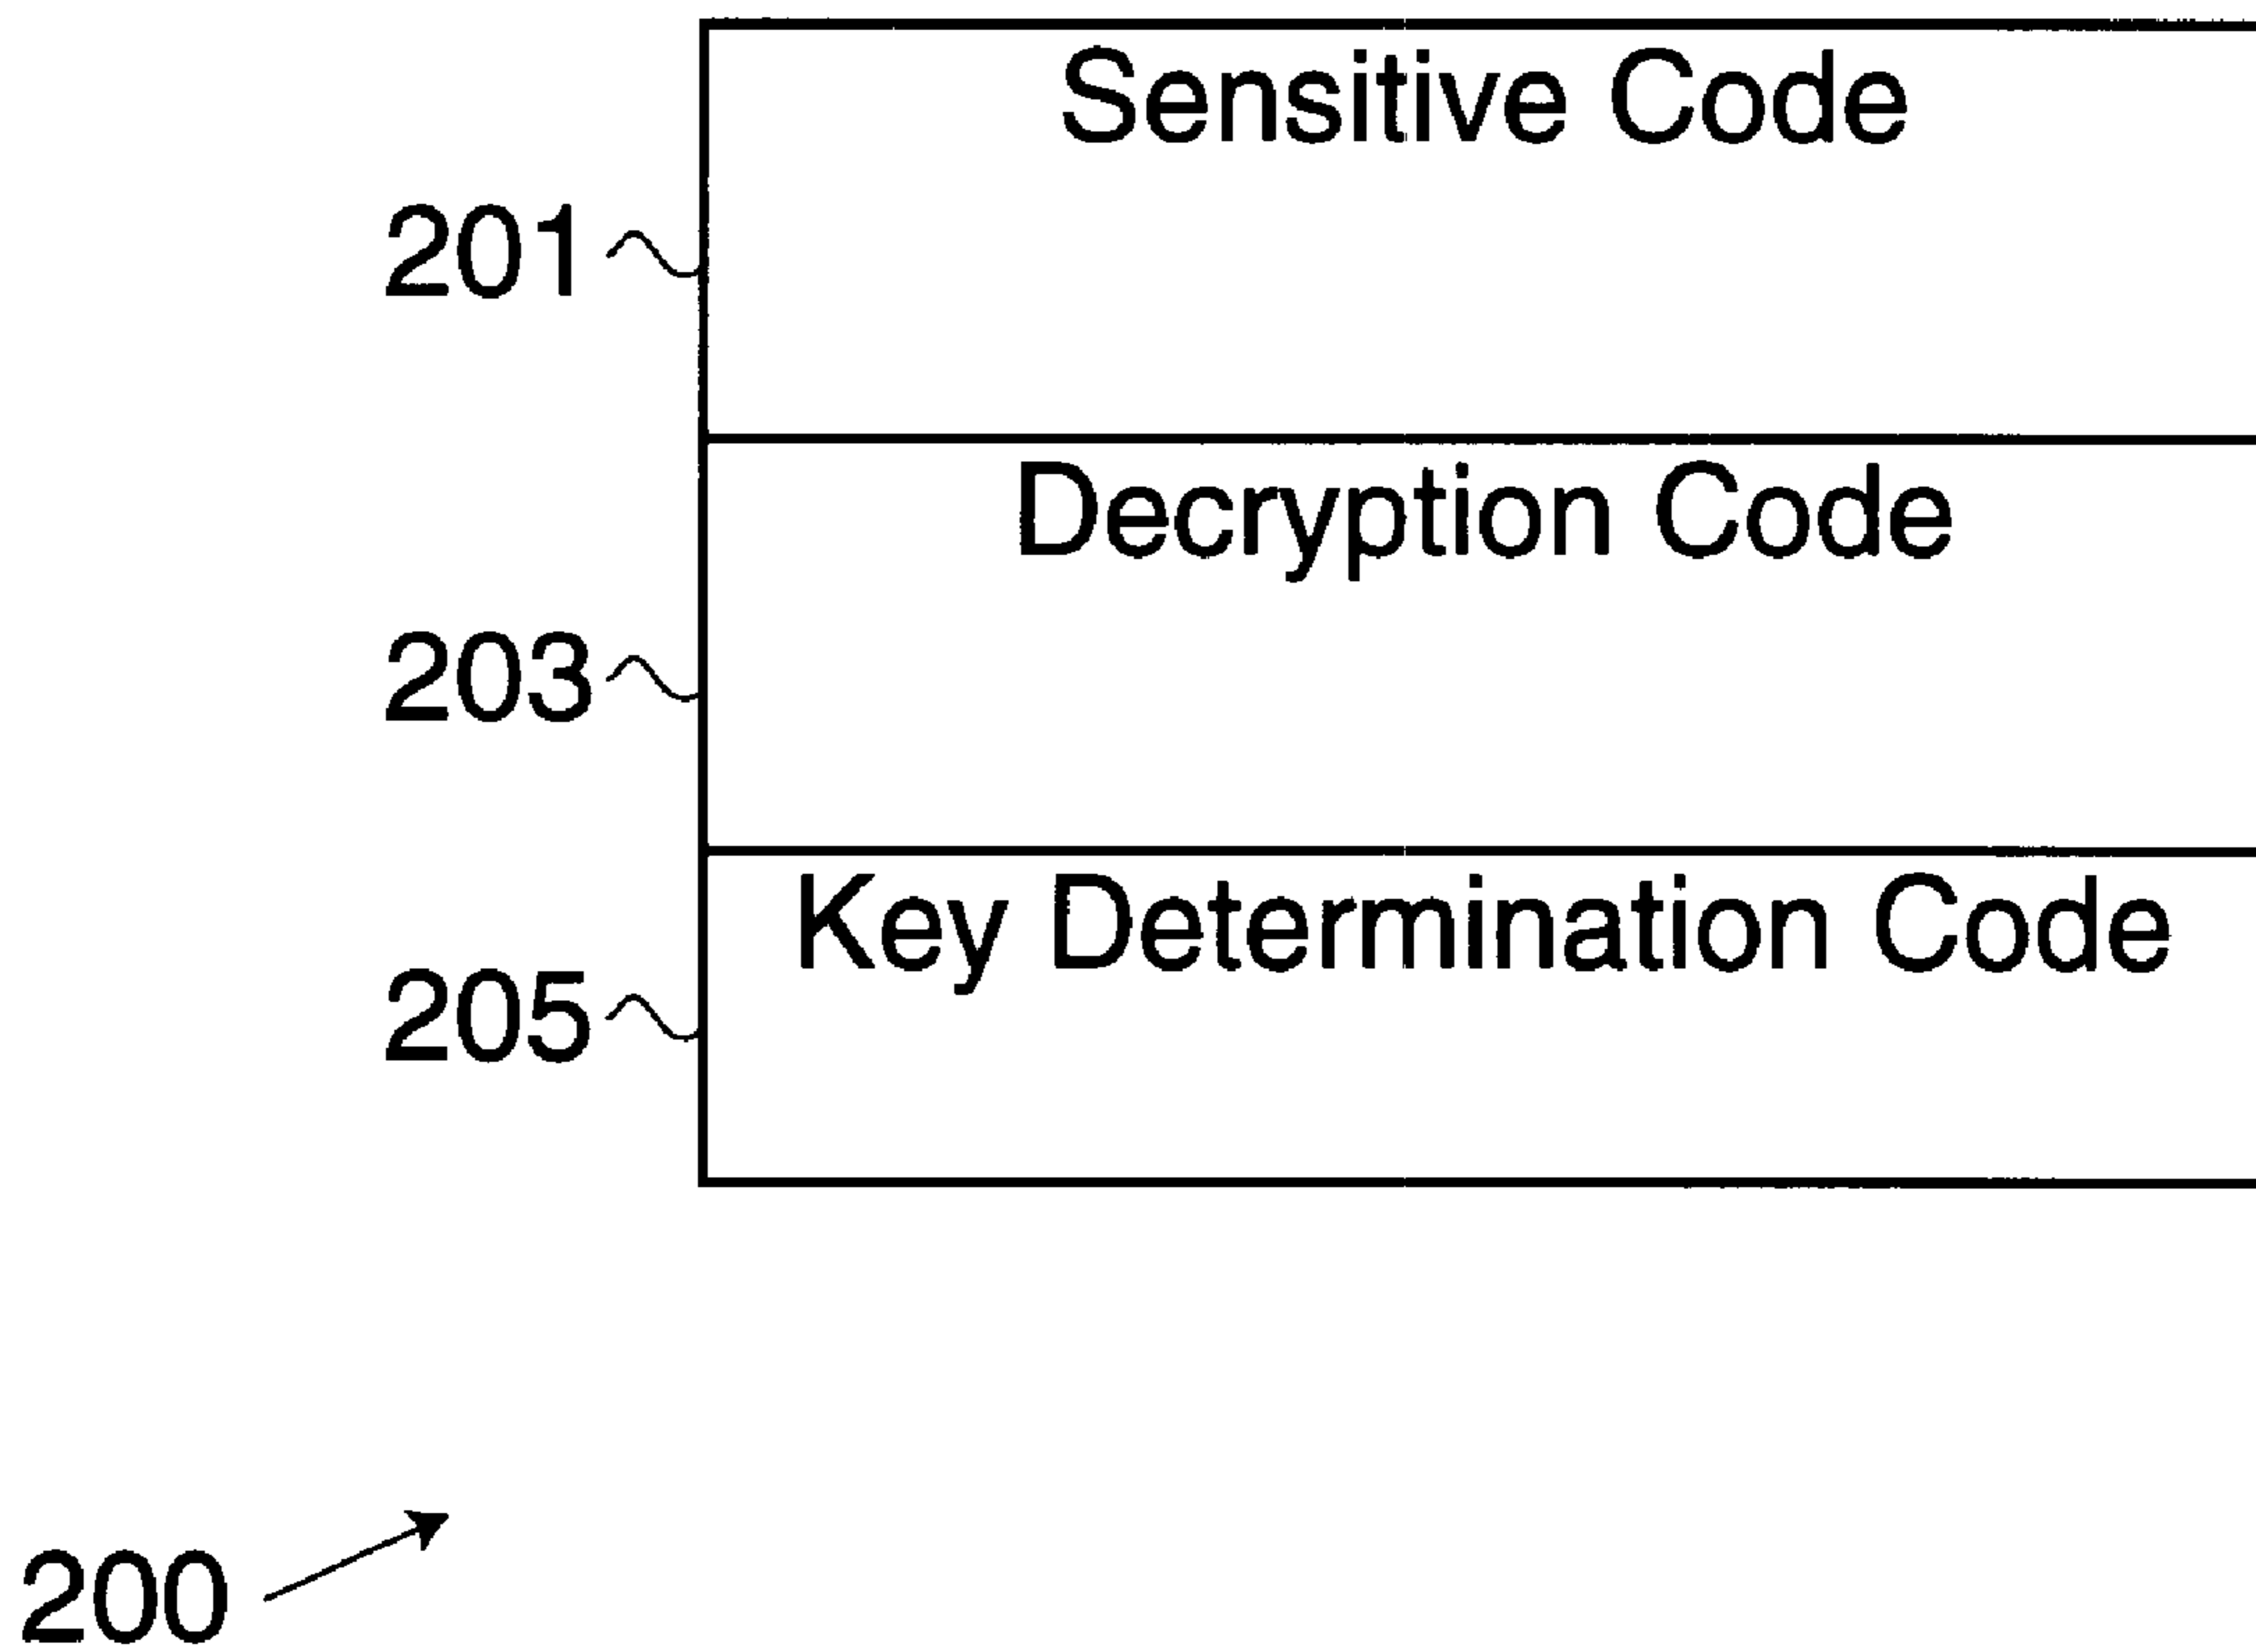 Sensitive Code
201
Decryption Code
203
Key Determination Code
205
200